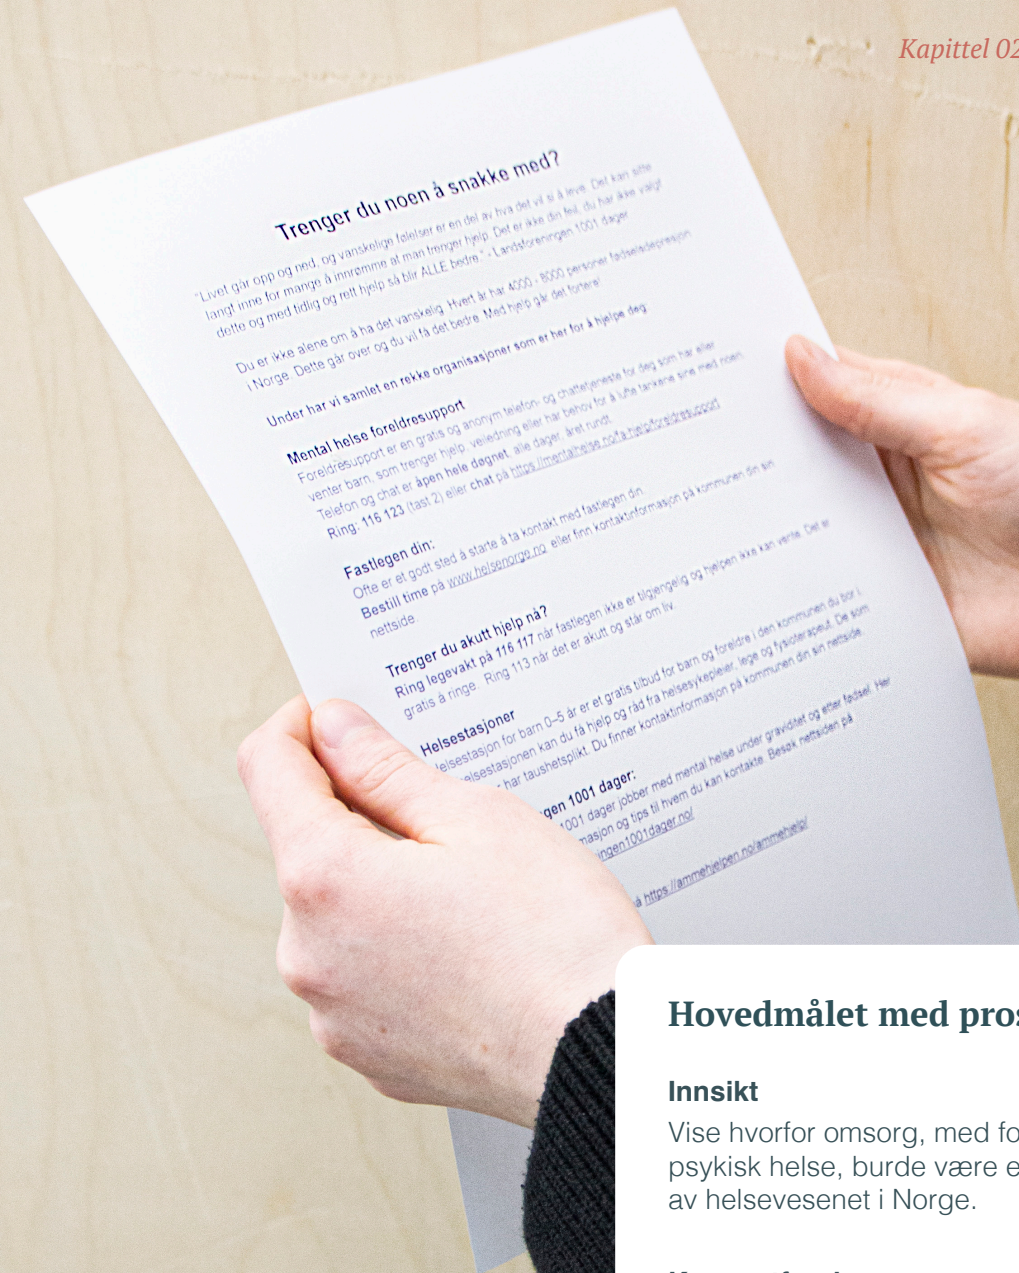 Kapittel 02
Trenger du noen å snakke med?
"Livet går opp og ned, og vanskelige følelser er en del av hva det vil si å leve. Det kan sitte
langt inne for mange å innrømme at man trenger hjelp. Det er ikke din feil, du har ikke valgt
dette og med tidlig og rett hjelp så blir ALLE bedre." - Landsforeningen 1001 dager
Du er ikke alene om å ha det vanskelig. Hvert år har 4000 - 8000 personer fødseledepresjon
i Norge. Dette går over og du vil få det bedre. Med hjelp går det fortere!
Under har vi samlet en rekke organisasjoner som er her for å hjelpe deg:
Mental helse foreldresupport
Foreldresupport er en gratis og anonym telefon- og chattetjeneste for deg som har eller
venter barn, som trenger hjelp, veiledning eller har behov for å lufte tankene sine med noen.
Telefon og chat er åpen hele døgnet, alle dager, året rundt.
Ring: 116 123 (tast 2) eller chat på https://mentalhelse.no/fa-hjelp/foreldresupport
Fastlegen din:
Ofte er et godt sted å starte å ta kontakt med fastlegen din.
Bestill time på www.helsenorge.no eller finn kontaktinformasjon på kommunen din sin
nettside.
Trenger du akutt hjelp nå?
Ring legevakt på 116 117 når fastlegen ikke er tilgjengelig og hjelpen ikke kan vente. Det er
gratis å ringe. Ring 113 når det er akutt og står om liv.
Helsestasjoner
elsestasjon for barn 0–5 år er et gratis tilbud for barn og foreldre i den kommunen du bor i.
elsestasjonen kan du få hjelp og råd fra helsesykepleier, lege og fysioterapeut. De som
har taushetsplikt. Du finner kontaktinformasjon på kommunen din sin nettside.
gen 1001 dager:
1001 dager jobber med mental helse under graviditet og etter fødsel. Her
masjon og tips til hvem du kan kontakte. Besøk nettsiden på
ingen1001dager.no/
å https://ammehjelpen.no/ammehjelp/
Hovedmålet med pros
Innsikt
Vise hvorfor omsorg, med fo
psykisk helse, burde være e
av helsevesenet i Norge.